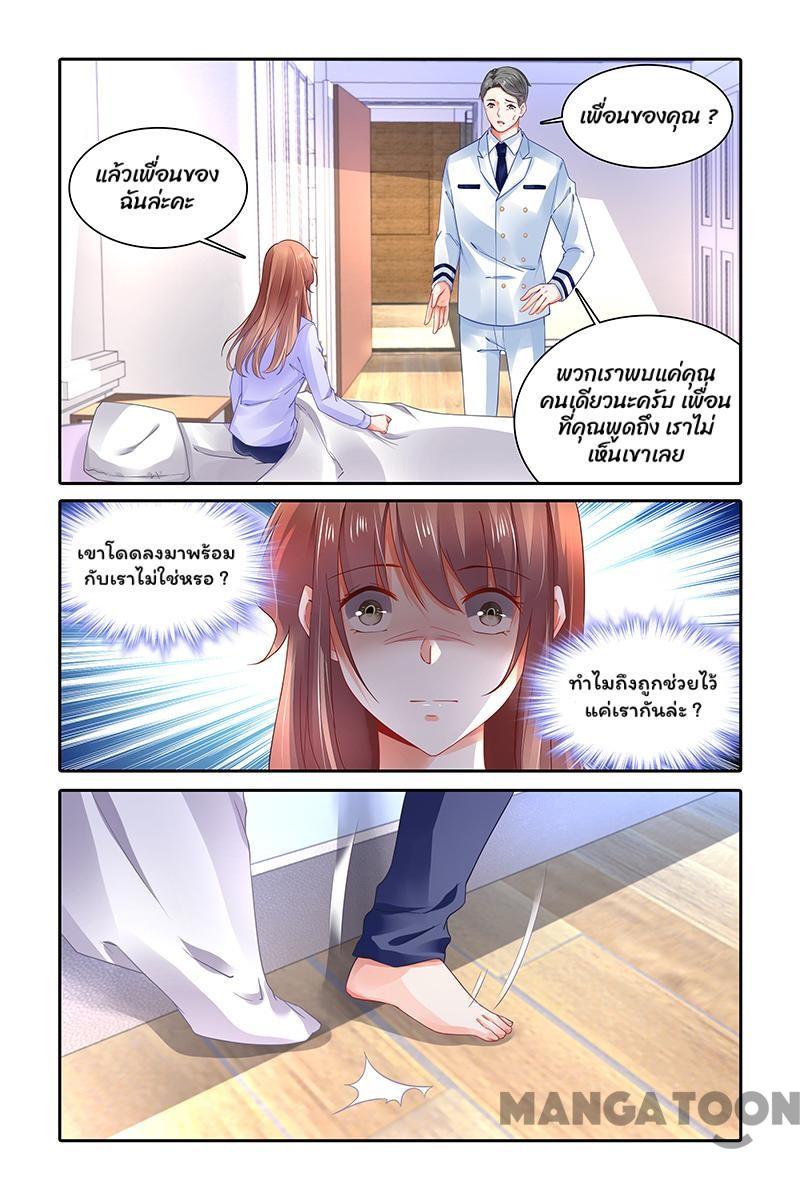 แล้วเพื่อนของ
ฉันล่ะคะ
เพื่อนของคุณ ?
พวกเราพบแค่คุณ
คนเดียวนะครับ เพื่อน
ที่คุณพูดถึง เราไม่
เห็นเขาเลย
เขาโดดลงมาพร้อม
กับเราไม่ใช่หรอ ?
ทำไมถึงถูกช่วยไว้
แค่เรากันล่ะ ?
MANGATOON